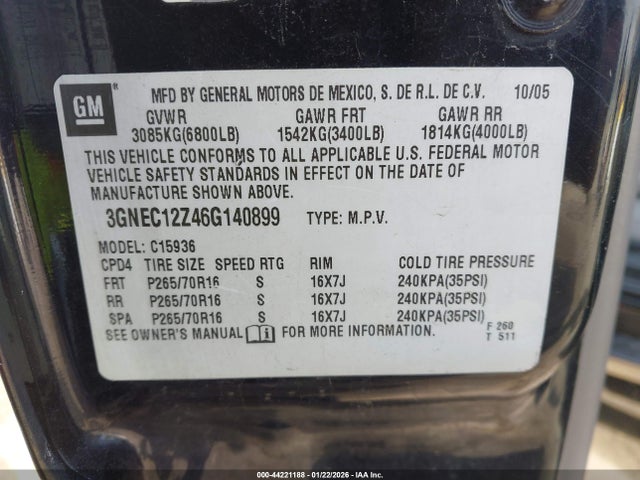 GM
MFD BY GENERAL MOTORS DE MEXICO, S. DE R.L. DE C.V. 10/05
GVWR GAWR FRT GAWR RR
3085KG(6800LB) 1542KG(3400LB) 1814KG(4000LB)
THIS VEHICLE CONFORMS TO ALL APPLICABLE U.S. FEDERAL MOTOR
VEHICLE SAFETY STANDARDS IN EFFECT ON THE DATE OF
MANUFACTURE SHOWN ABOVE.
3GNEC12Z46G140899 TYPE: M.P.V.
MODEL: C15936
CPD4 TIRE SIZE SPEED RTG RIM COLD TIRE PRESSURE
FRT P265/70R16 S 16X7J 240KPA(35PSI)
RR P265/70R16 S 16X7J 240KPA(35PSI)
SPA P265/70R16 S 16X7J 240KPA(35PSI)
SEE OWNER'S MANUAL FOR MORE INFORMATION. F 260
T 511
000-44221188 - 01/22/2026 - IAA Inc.